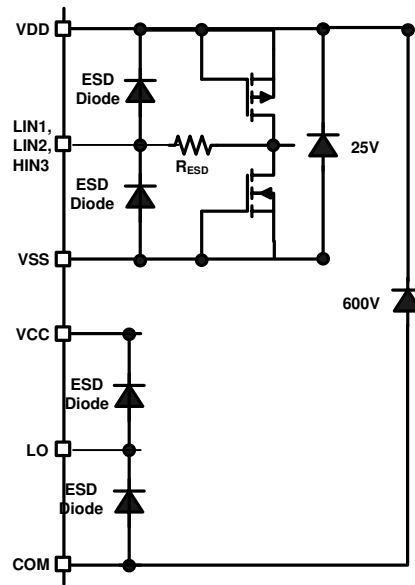 VDD
ESD
Diode
LIN1,
LIN2,
HIN3
RESD
25V
ESD
Diode
VSS
600V
VCC
ESD
Diode
LO
ESD
Diode
COM